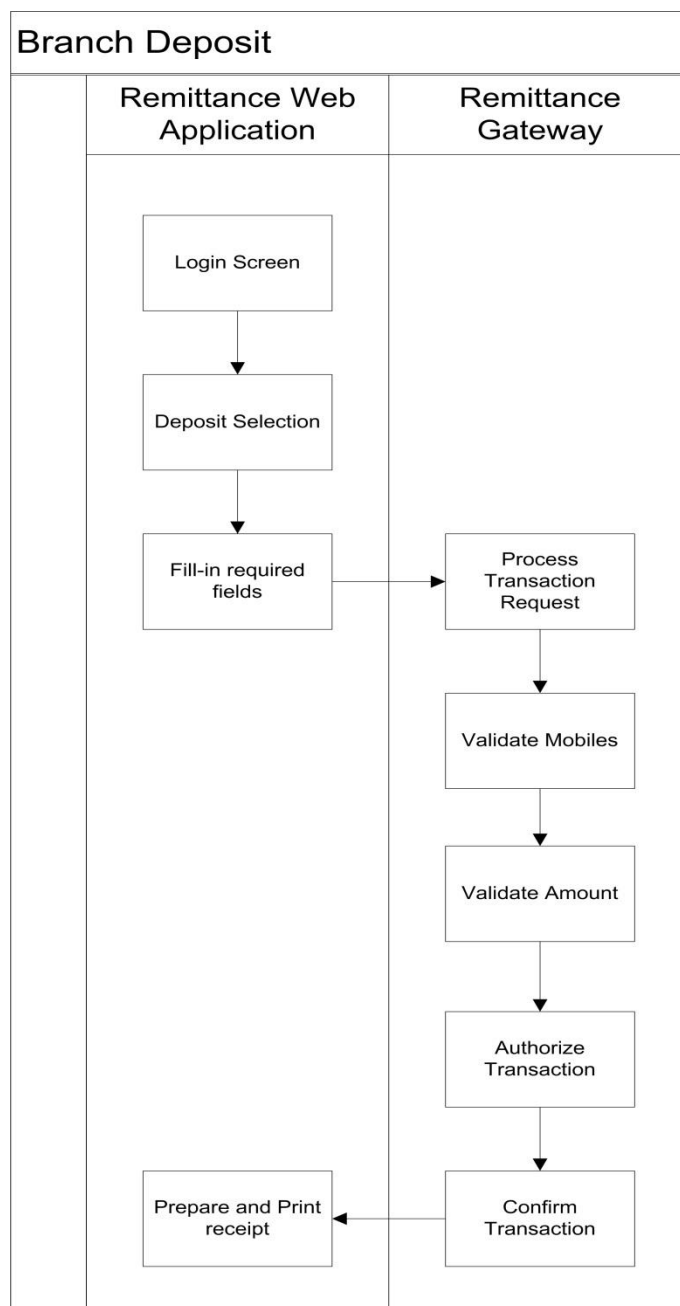 Branch Deposit
Remittance Web
Application
Remittance
Gateway
Login Screen
Deposit Selection
Fill-in required
fields
Process
Transaction
Request
Validate Mobiles
Validate Amount
Authorize
Transaction
Prepare and Print
receipt
Confirm
Transaction